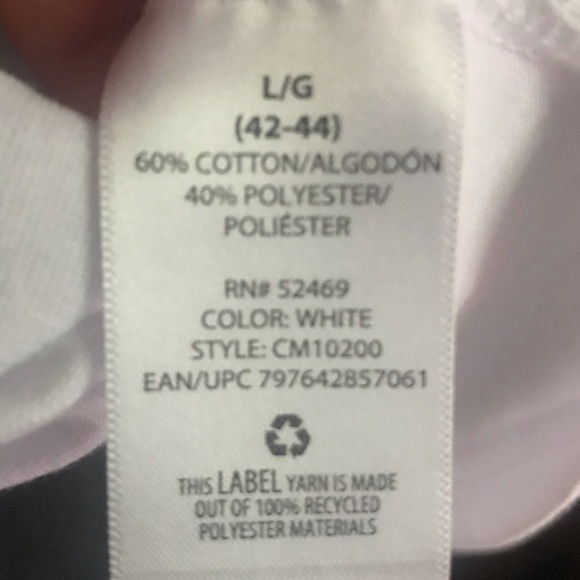 L/G
(42-44)
60% COTTON/ALGODÓN
40% POLYESTER/
POLIÉSTER
RN# 52469
COLOR: WHITE
STYLE: CM10200
EAN/UPC 797642857061
THIS LABEL YARN IS MADE
OUT OF 100% RECYCLED
POLYESTER MATERIALS